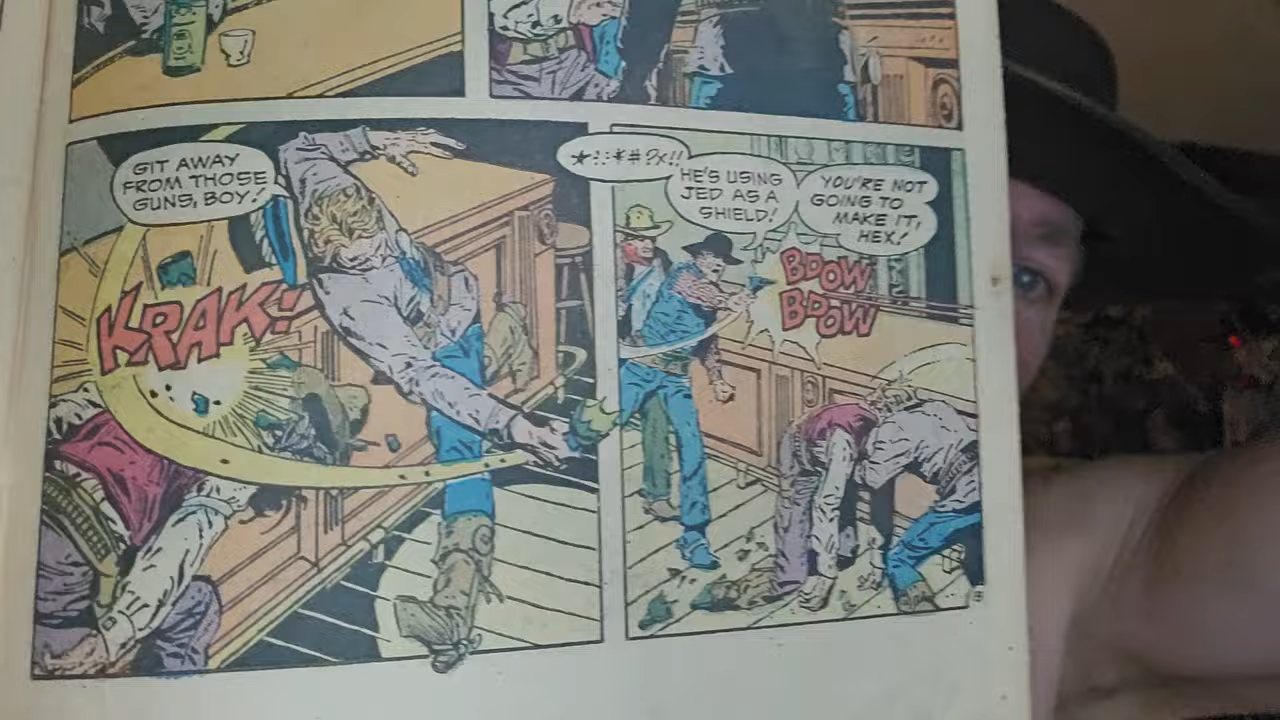 GIT AWAY
FROM THOSE
GUNS, BOY!
KRAK!
*!:*#?x!!
HE'S USING
JED AS A
SHIELD!
YOU'RE NOT
GOING TO
MAKE IT,
HEX!
BDOW
BDOW